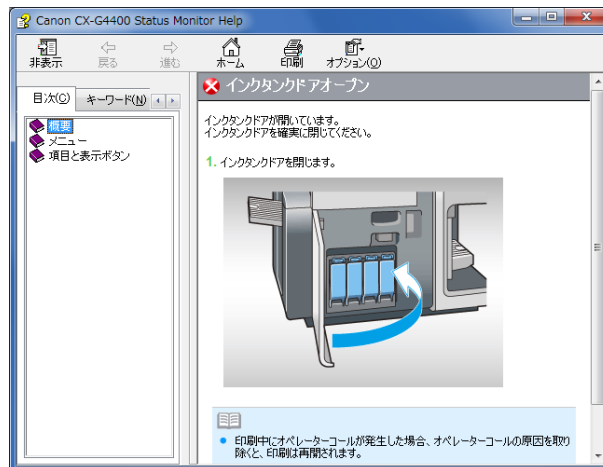 Canon CX-G4400 Status Monitor Help
非表示
戻る
進む
ホーム
印刷
オプション(O)
目次(C)
キーワード(N)
概要
メニュー
項目と表示ボタン
インクタンクドアオープン
インクタンクドアが開いています。
インクタンクドアを確実に閉じてください。
1. インクタンクドアを閉じます。
印刷中にオペレーターコールが発生した場合、オペレーターコールの原因を取り
除くと、印刷は再開されます。